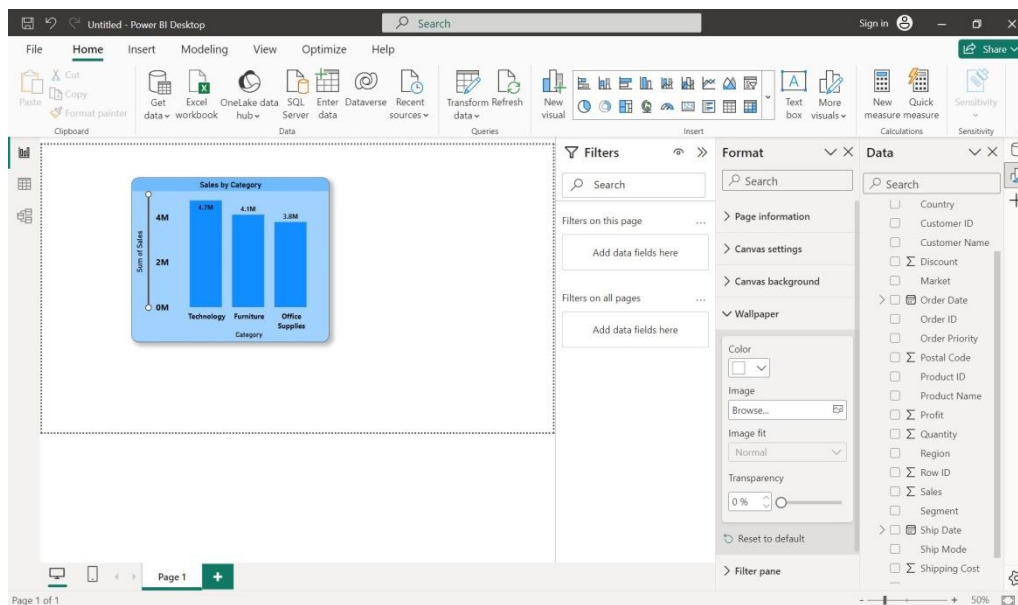 Untitled - Power BI Desktop
Search
Sign in
File Home Insert Modeling View Optimize Help
Share
Paste
Cut
Copy
Format painter
Clipboard
Get data
Excel workbook
OneLake data hub
SQL Server
Enter data
Dataverse
Recent sources
Data
Transform data
Refresh
Queries
New visual
Text box
More visuals
Insert
New measure
Quick measure
Calculations
Sensitivity
Sensitivity
Sales by Category
Sum of Sales
4M
2M
0M
4.7M
4.1M
3.8M
Technology
Furniture
Office Supplies
Category
Filters
Search
Filters on this page
...
Add data fields here
Filters on all pages
...
Add data fields here
Format
Search
Page information
Canvas settings
Canvas background
Wallpaper
Color
Image
Browse...
Image fit
Normal
Transparency
0 %
Reset to default
Filter pane
Data
Search
Country
Customer ID
Customer Name
Discount
Market
Order Date
Order ID
Order Priority
Postal Code
Product ID
Product Name
Profit
Quantity
Region
Row ID
Sales
Segment
Ship Date
Ship Mode
Shipping Cost
Page 1
Page 1 of 1
50%